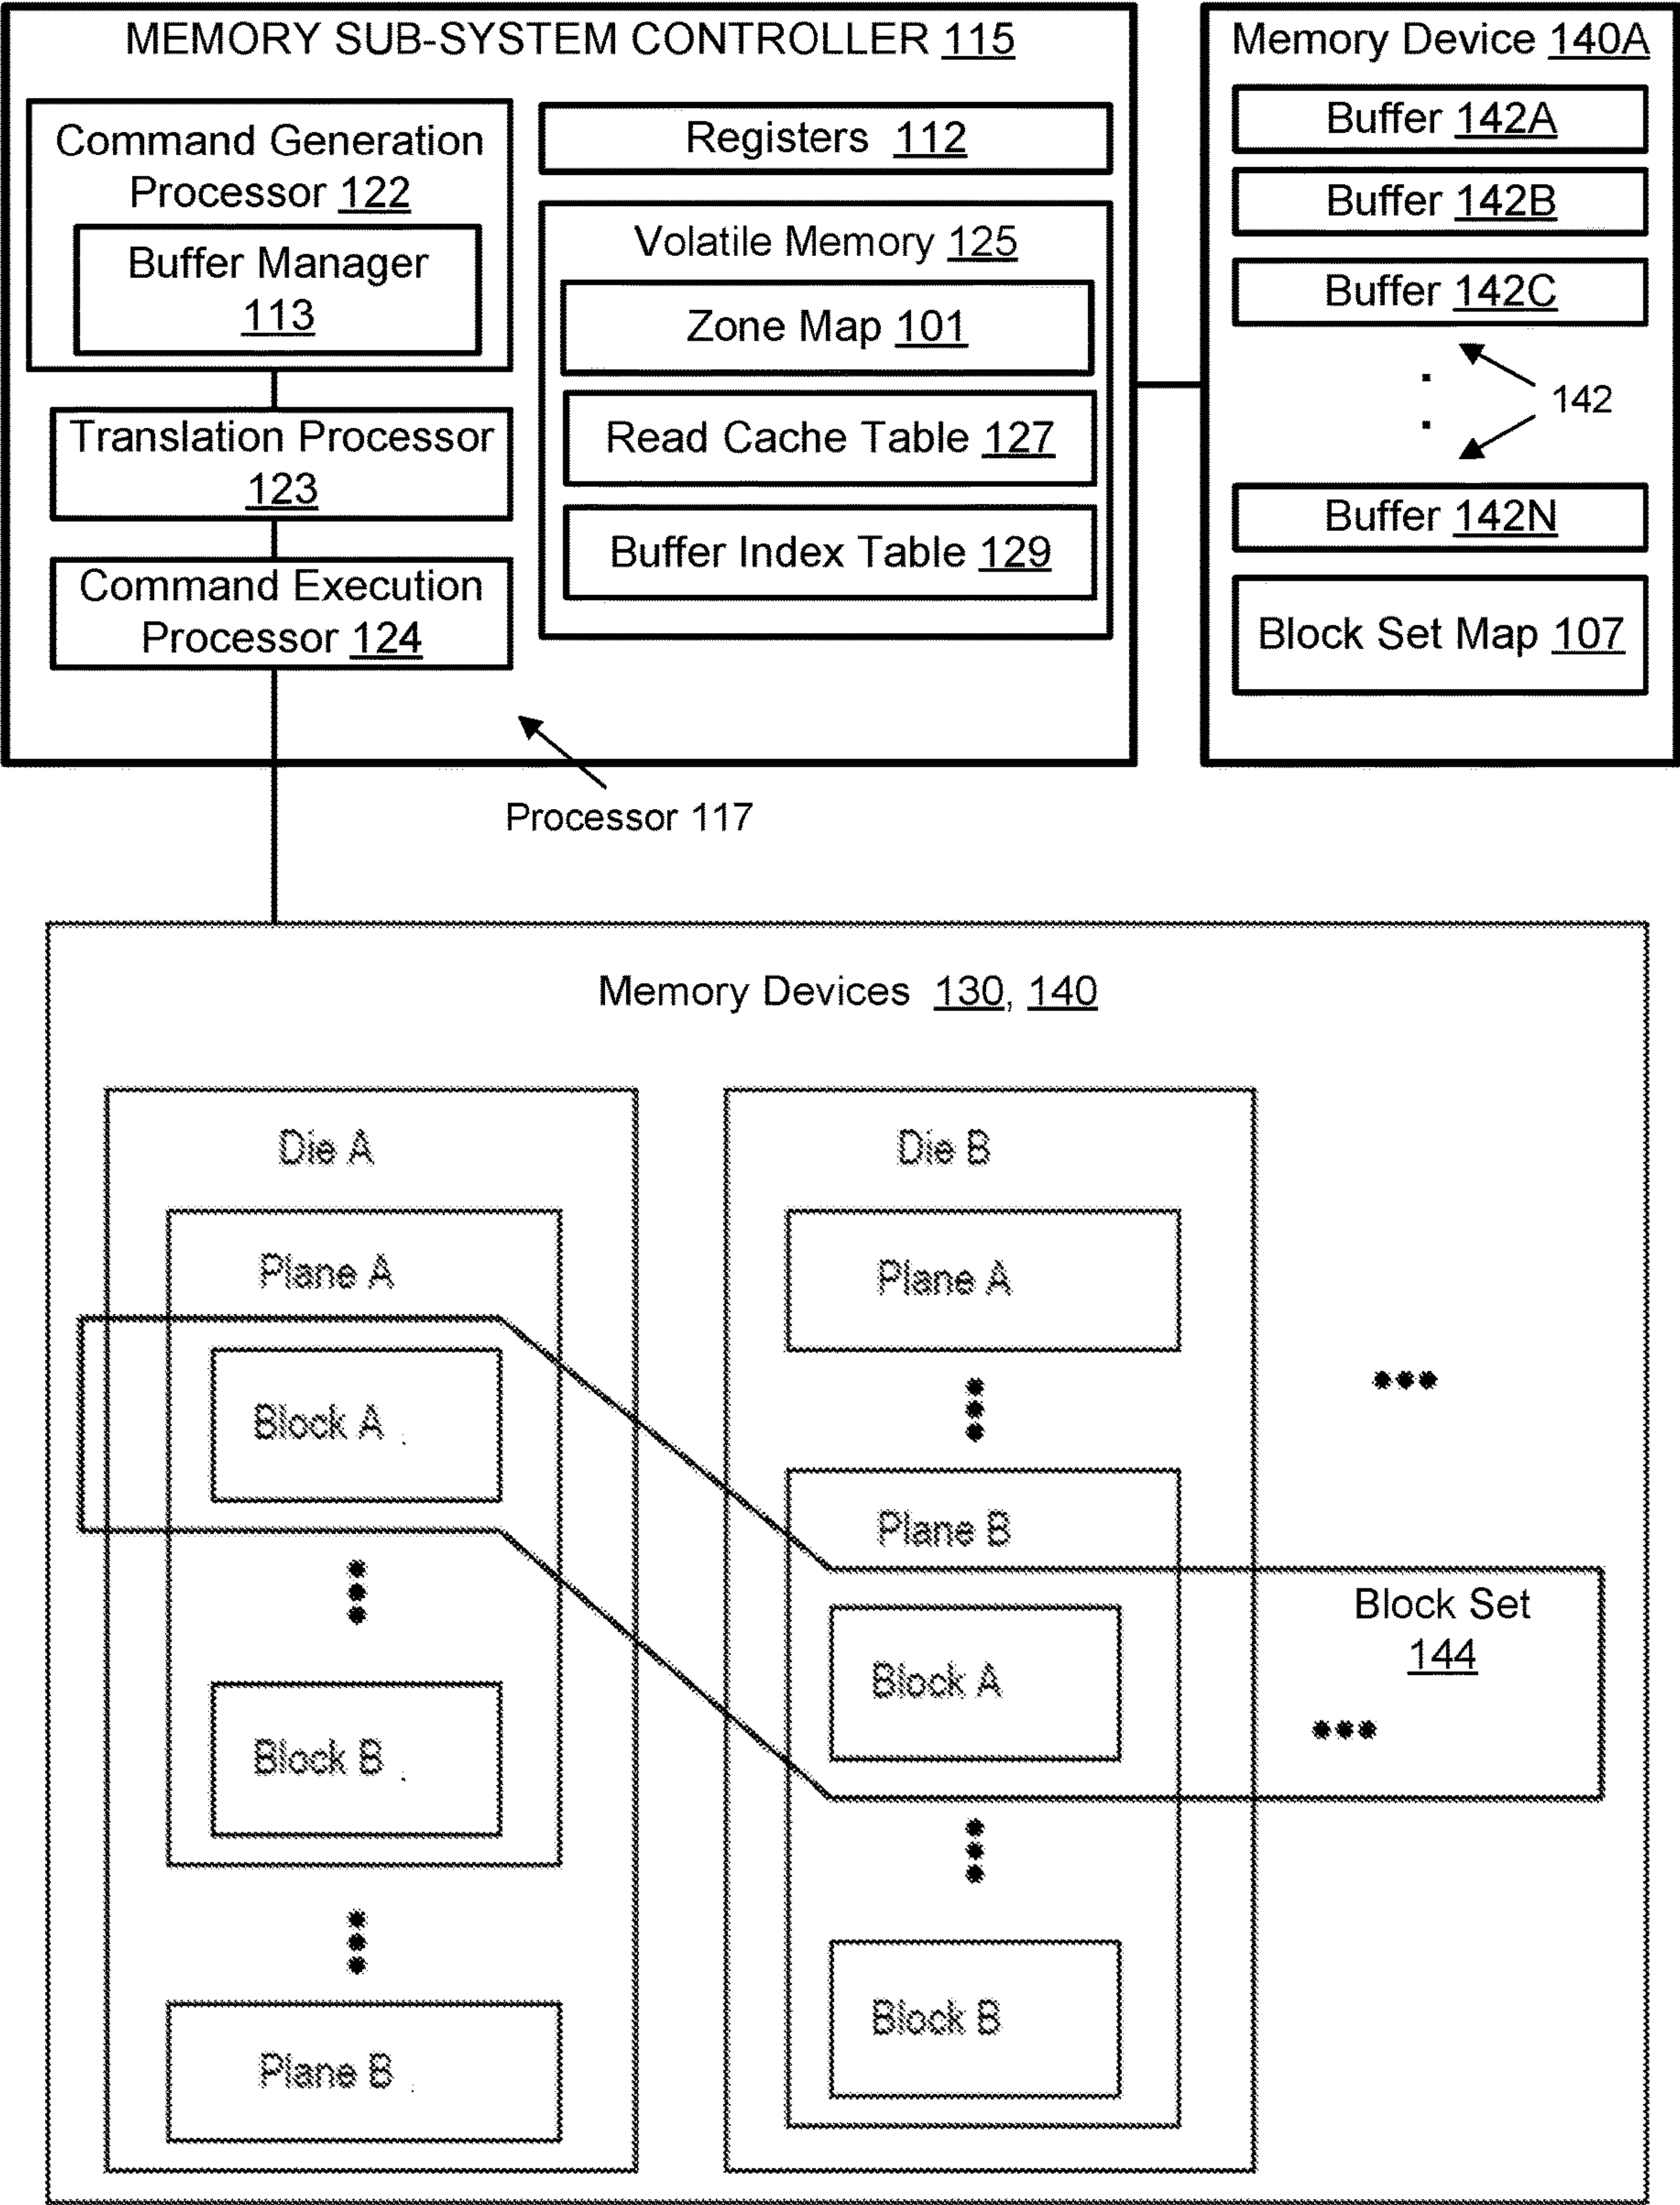 MEMORY SUB-SYSTEM CONTROLLER 115
Command Generation
Processor 122
Buffer Manager
113
Translation Processor
123
Command Execution
Processor 124
Registers 112
Volatile Memory 125
Zone Map 101
Read Cache Table 127
Buffer Index Table 129
Processor 117
Memory Device 140A
Buffer 142A
Buffer 142B
Buffer 142C
142
Buffer 142N
Block Set Map 107
Memory Devices 130, 140
Die A
Plane A
Block A
Block B
Plane B
Die B
Plane A
Plane B
Block A
Block B
Block Set
144